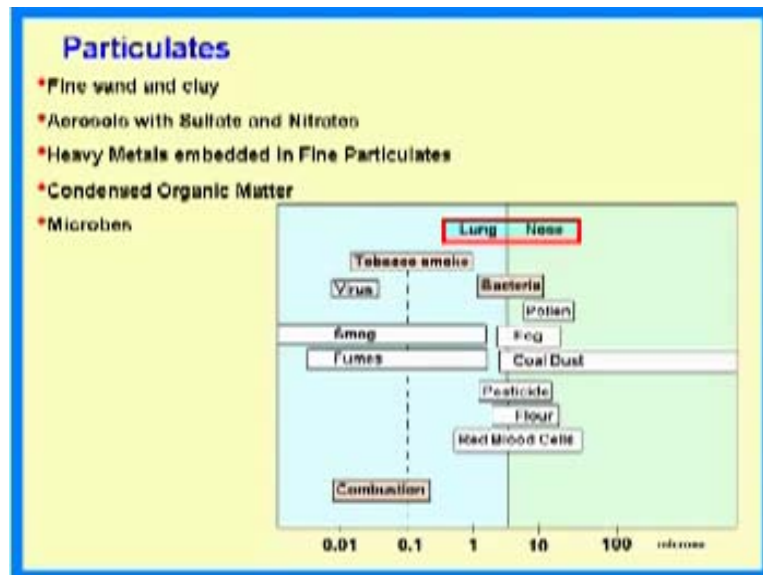 Particulates
•Fine sand and clay
•Aerosols with Sulfate and Nitrates
•Heavy Metals embedded in Fine Particulates
•Condensed Organic Matter
•Microbes
Lung Nose
Tobacco smoke
Virus
Bacteria
Pollen
Smog
Fog
Fumes
Coal Dust
Pesticide
Flour
Red Blood Cells
Combustion
0.01 0.1 1 10 100 microns